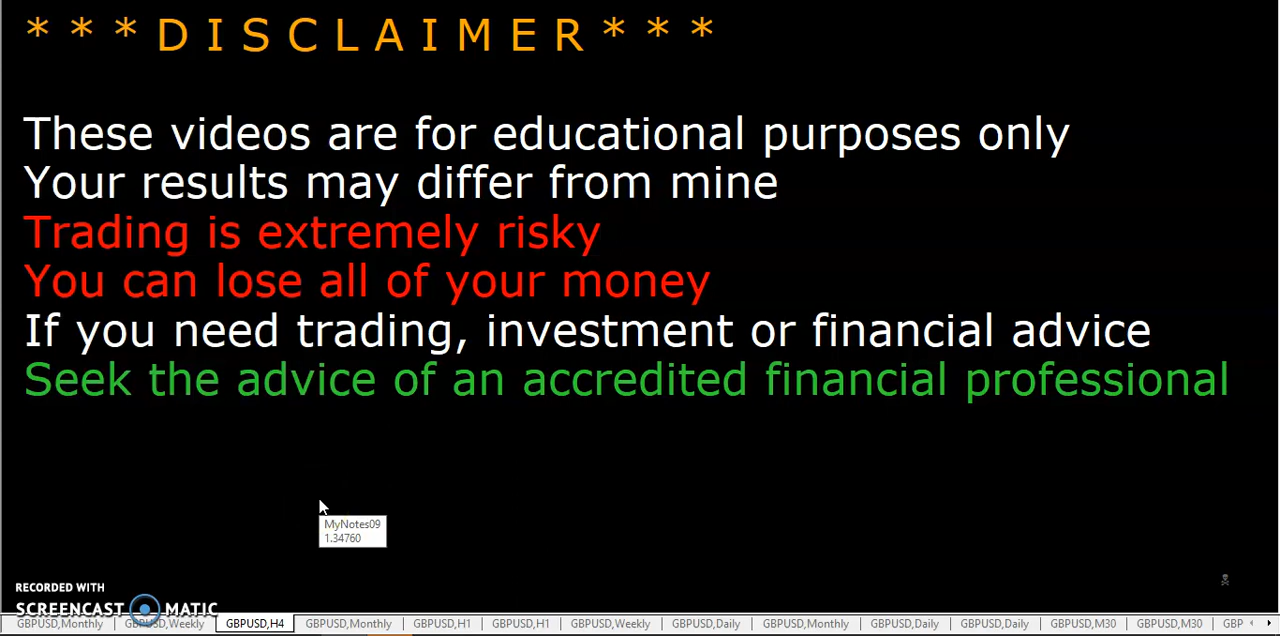 * * * D I S C L A I M E R * * *
These videos are for educational purposes only
Your results may differ from mine
Trading is extremely risky
You can lose all of your money
If you need trading, investment or financial advice
Seek the advice of an accredited financial professional
MyNotes09
1.34760
RECORDED WITH
SCREENCAST MATIC
GBPUSD,Monthly GBPUSD,Weekly GBPUSD,H4 GBPUSD,Monthly GBPUSD,H1 GBPUSD,H1 GBPUSD,Weekly GBPUSD,Daily GBPUSD,Monthly GBPUSD,Daily GBPUSD,Daily GBPUSD,M30 GBPUSD,M30 GBP